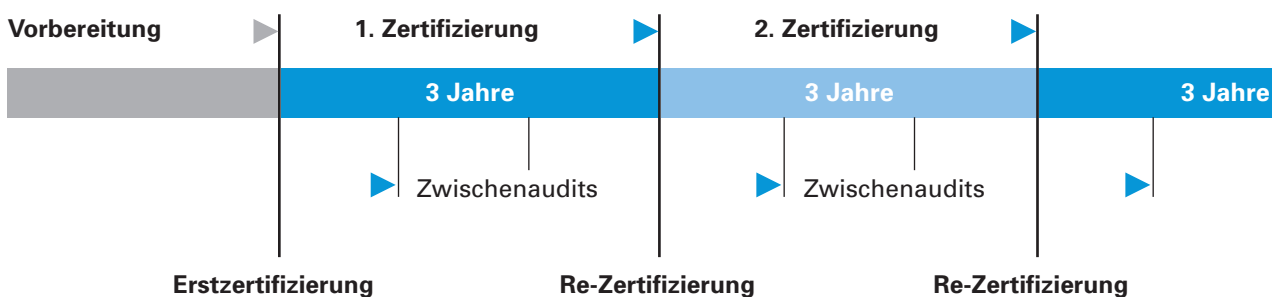 Vorbereitung 1. Zertifizierung 2. Zertifizierung
3 Jahre 3 Jahre 3 Jahre
Zwischenaudits Zwischenaudits
Erstzertifizierung Re-Zertifizierung Re-Zertifizierung